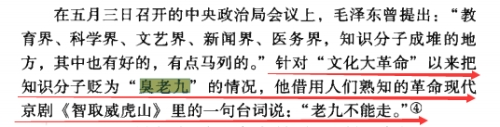 在五月三日召开的中央政治局会议上，毛泽东曾提出：“教
育界、科学界、文艺界、新闻界、医务界，知识分子成堆的地
方，其中也有好的，有点马列的。”针对“文化大革命”以来把
知识分子贬为“臭老九”的情况，他借用人们熟知的革命现代
京剧《智取威虎山》里的一句台词说：“老九不能走。”④